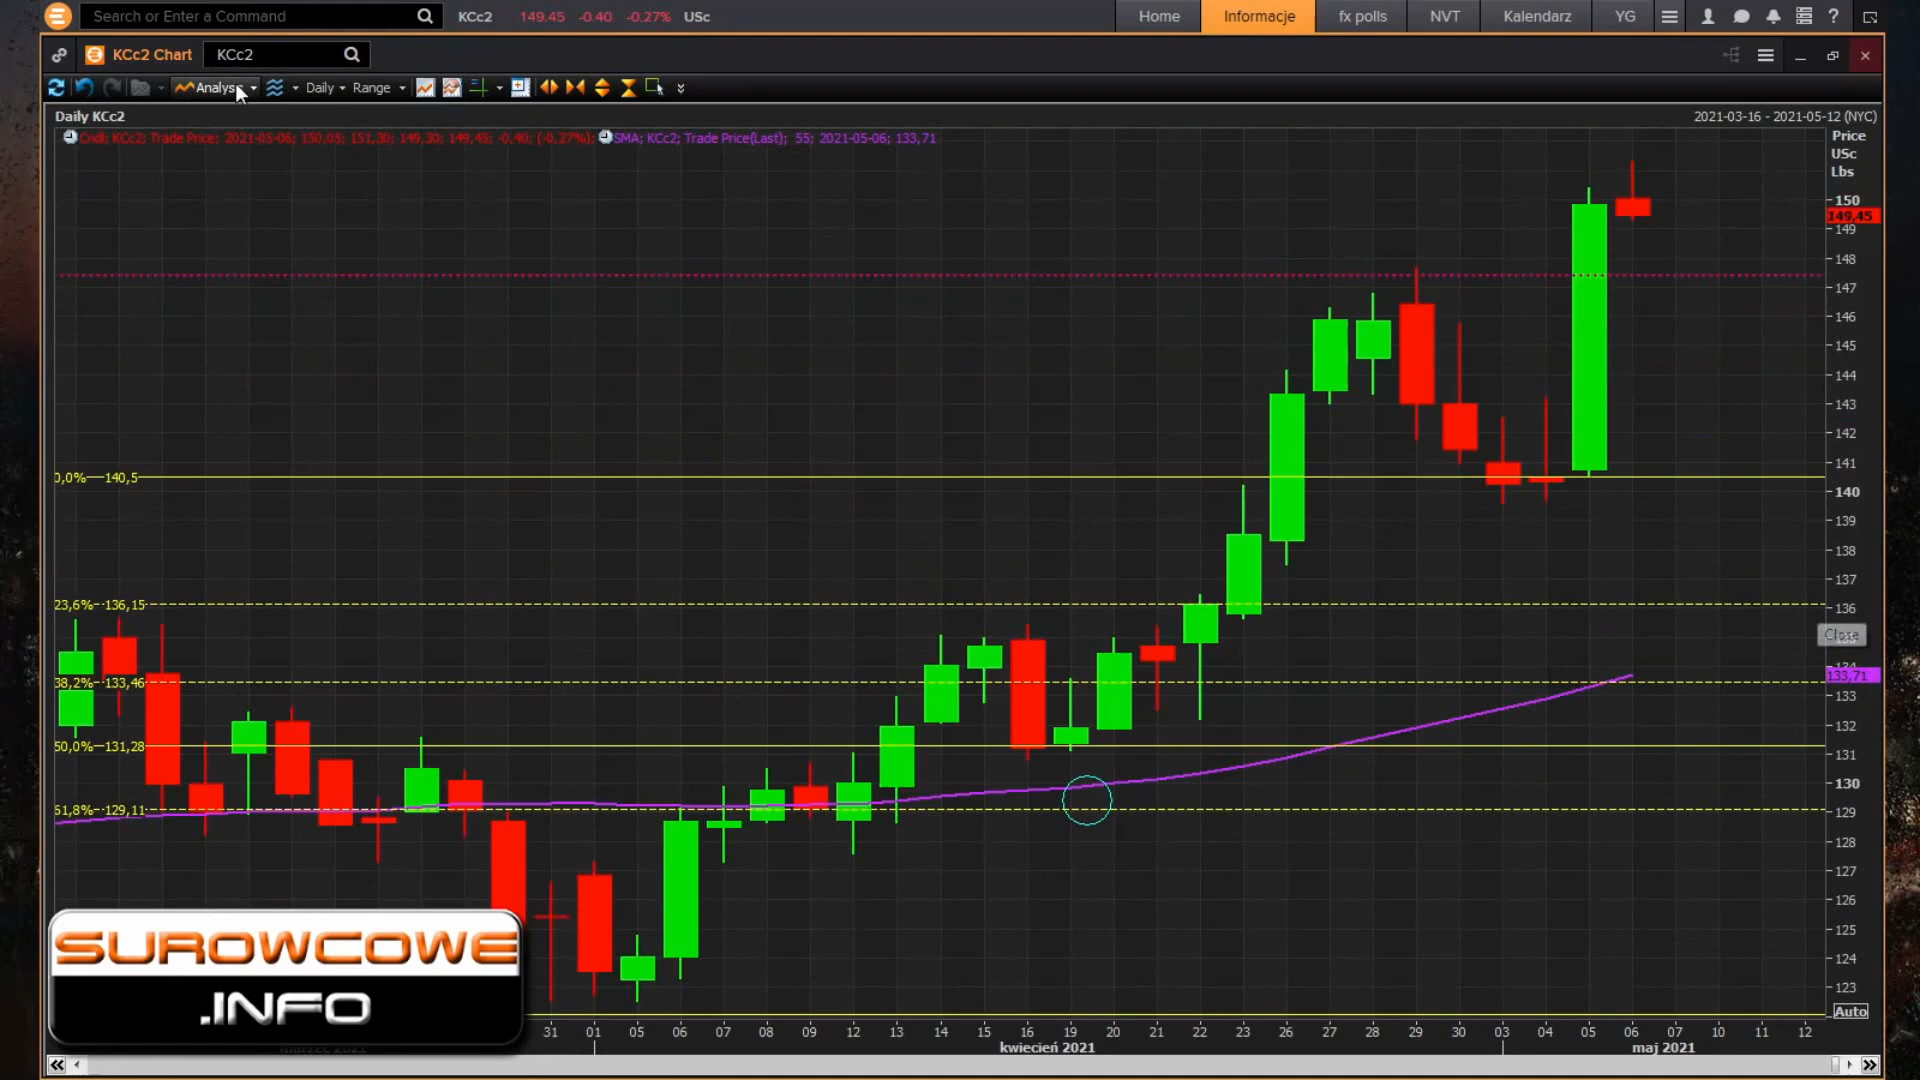 Search or Enter a Command
KCc2 149.45 -0.40 -0.27% USc
Home Informacje fx polls NVT Kalendarz YG ?
KCc2 Chart KCc2
Analysis Daily Range
Daily KCc2
2021-03-16 - 2021-05-12 (NYC)
Cndl; KCc2; Trade Price; 2021-05-06; 150,05; 151,30; 149,30; 149,45; -0,40; (-0,27%); SMA; KCc2; Trade Price(Last); 55; 2021-05-06; 133,71
Price
USc
Lbs
150
149,45
149
148
147
146
145
144
143
142
141
0,0% 140,5
140
139
138
137
23,6% 136,15
136
Close
134
133,71
38,2% 133,46
133
132
50,0% 131,28
131
130
61,8% 129,11
129
128
127
126
125
124
123
SUROWCOWE
.INFO
Auto
31 01 05 06 07 08 09 12 13 14 15 16 19 20 21 22 23 26 27 28 29 30 03 04 05 06 07 10 11 12
marzec 2021 kwiecień 2021 maj 2021